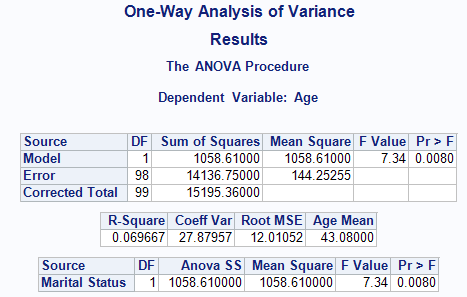 One-Way Analysis of Variance
Results
The ANOVA Procedure
Dependent Variable: Age
Source DF Sum of Squares Mean Square F Value Pr > F
Model 1 1058.61000 1058.61000 7.34 0.0080
Error 98 14136.75000 144.25255
Corrected Total 99 15195.36000
R-Square Coeff Var Root MSE Age Mean
0.069667 27.87957 12.01052 43.08000
Source DF Anova SS Mean Square F Value Pr > F
Marital Status 1 1058.610000 1058.610000 7.34 0.0080